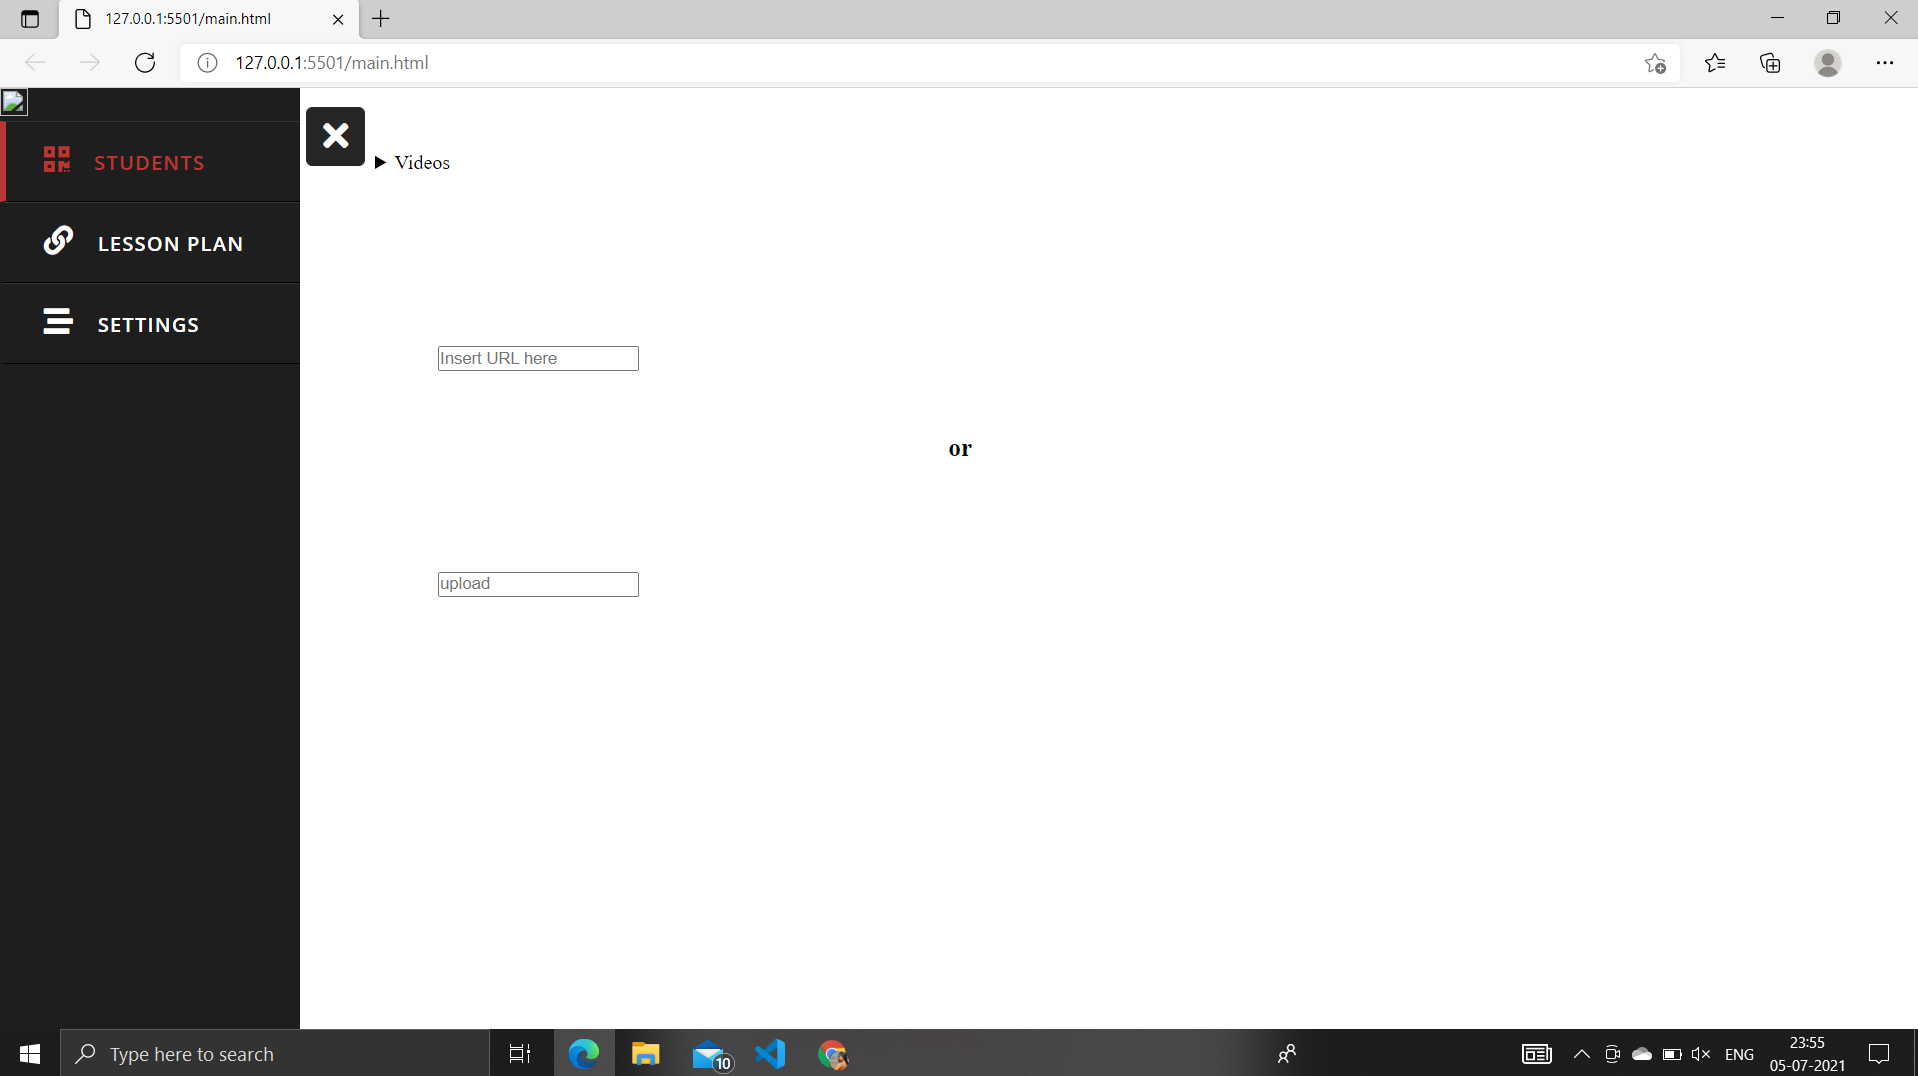 127.0.0.1:5501/main.html
127.0.0.1:5501/main.html
STUDENTS
Videos
LESSON PLAN
SETTINGS
Insert URL here
or
upload
Type here to search
10
ENG
23:55
05-07-2021